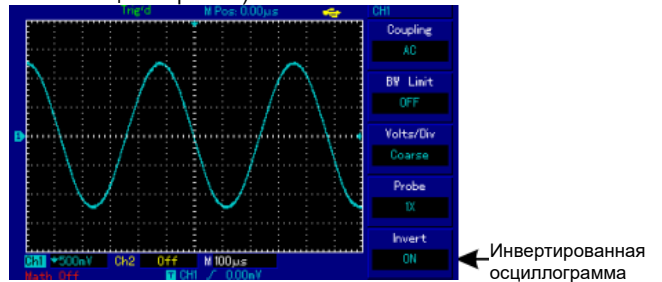 Trig'd M Pos: 0.00μs CH1
Coupling
AC
BW Limit
OFF
Volts/Div
Coarse
Probe
1X
Invert
ON
1
Ch1 500mV Ch2 Off M 100μs
Math Off T CH1 0.00mV
Инвертированная
осциллограмма